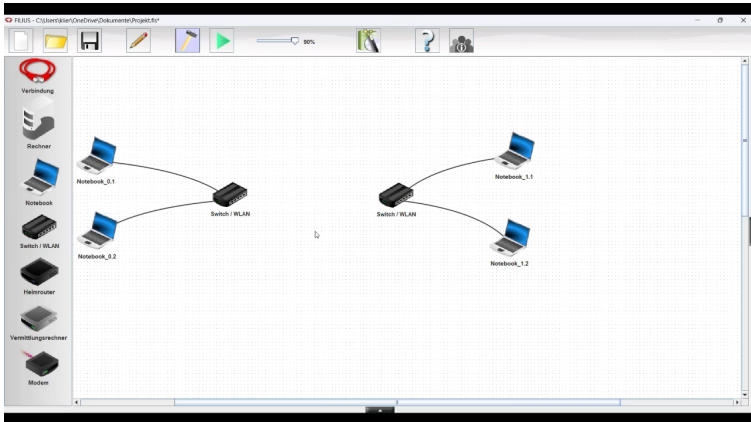 FILIUS - C:\Users\klier\OneDrive\Dokumente\Projekt.fls*
90%
Verbindung
Rechner
Notebook
Switch / WLAN
Heimrouter
Vermittlungsrechner
Modem
Notebook_0.1
Notebook_0.2
Switch / WLAN
Switch / WLAN
Notebook_1.1
Notebook_1.2